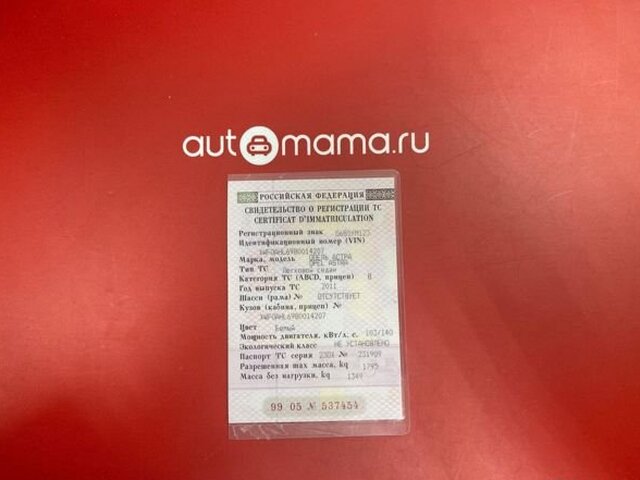 automama.ru
РОССИЙСКАЯ ФЕДЕРАЦИЯ
СВИДЕТЕЛЬСТВО О РЕГИСТРАЦИИ ТС
CERTIFICAT D'IMMATRICULATION
Регистрационный знак
Идентификационный номер (VIN)
Марка, модель ОПЕЛЬ АСТРА
OPEL ASTRA
Тип ТС Легковой седан
Категория ТС (ABCD, прицеп) B
Год выпуска ТС 2011
Шасси (рама) № ОТСУТСТВУЕТ
Кузов (кабина, прицеп) №
Цвет Белый
Мощность двигателя, кВт/л. с. 103/140
Экологический класс НЕ УСТАНОВЛЕНО
Паспорт ТС серия № 231909
Разрешенная max масса, kg 1795
Масса без нагрузки, kg 1349
99 05 № 537454